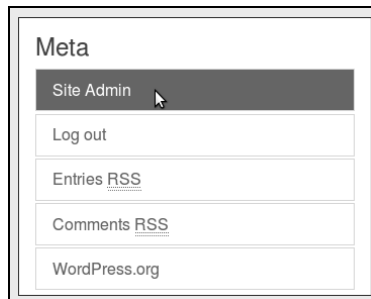 Meta
Site Admin
Log out
Entries RSS
Comments RSS
WordPress.org